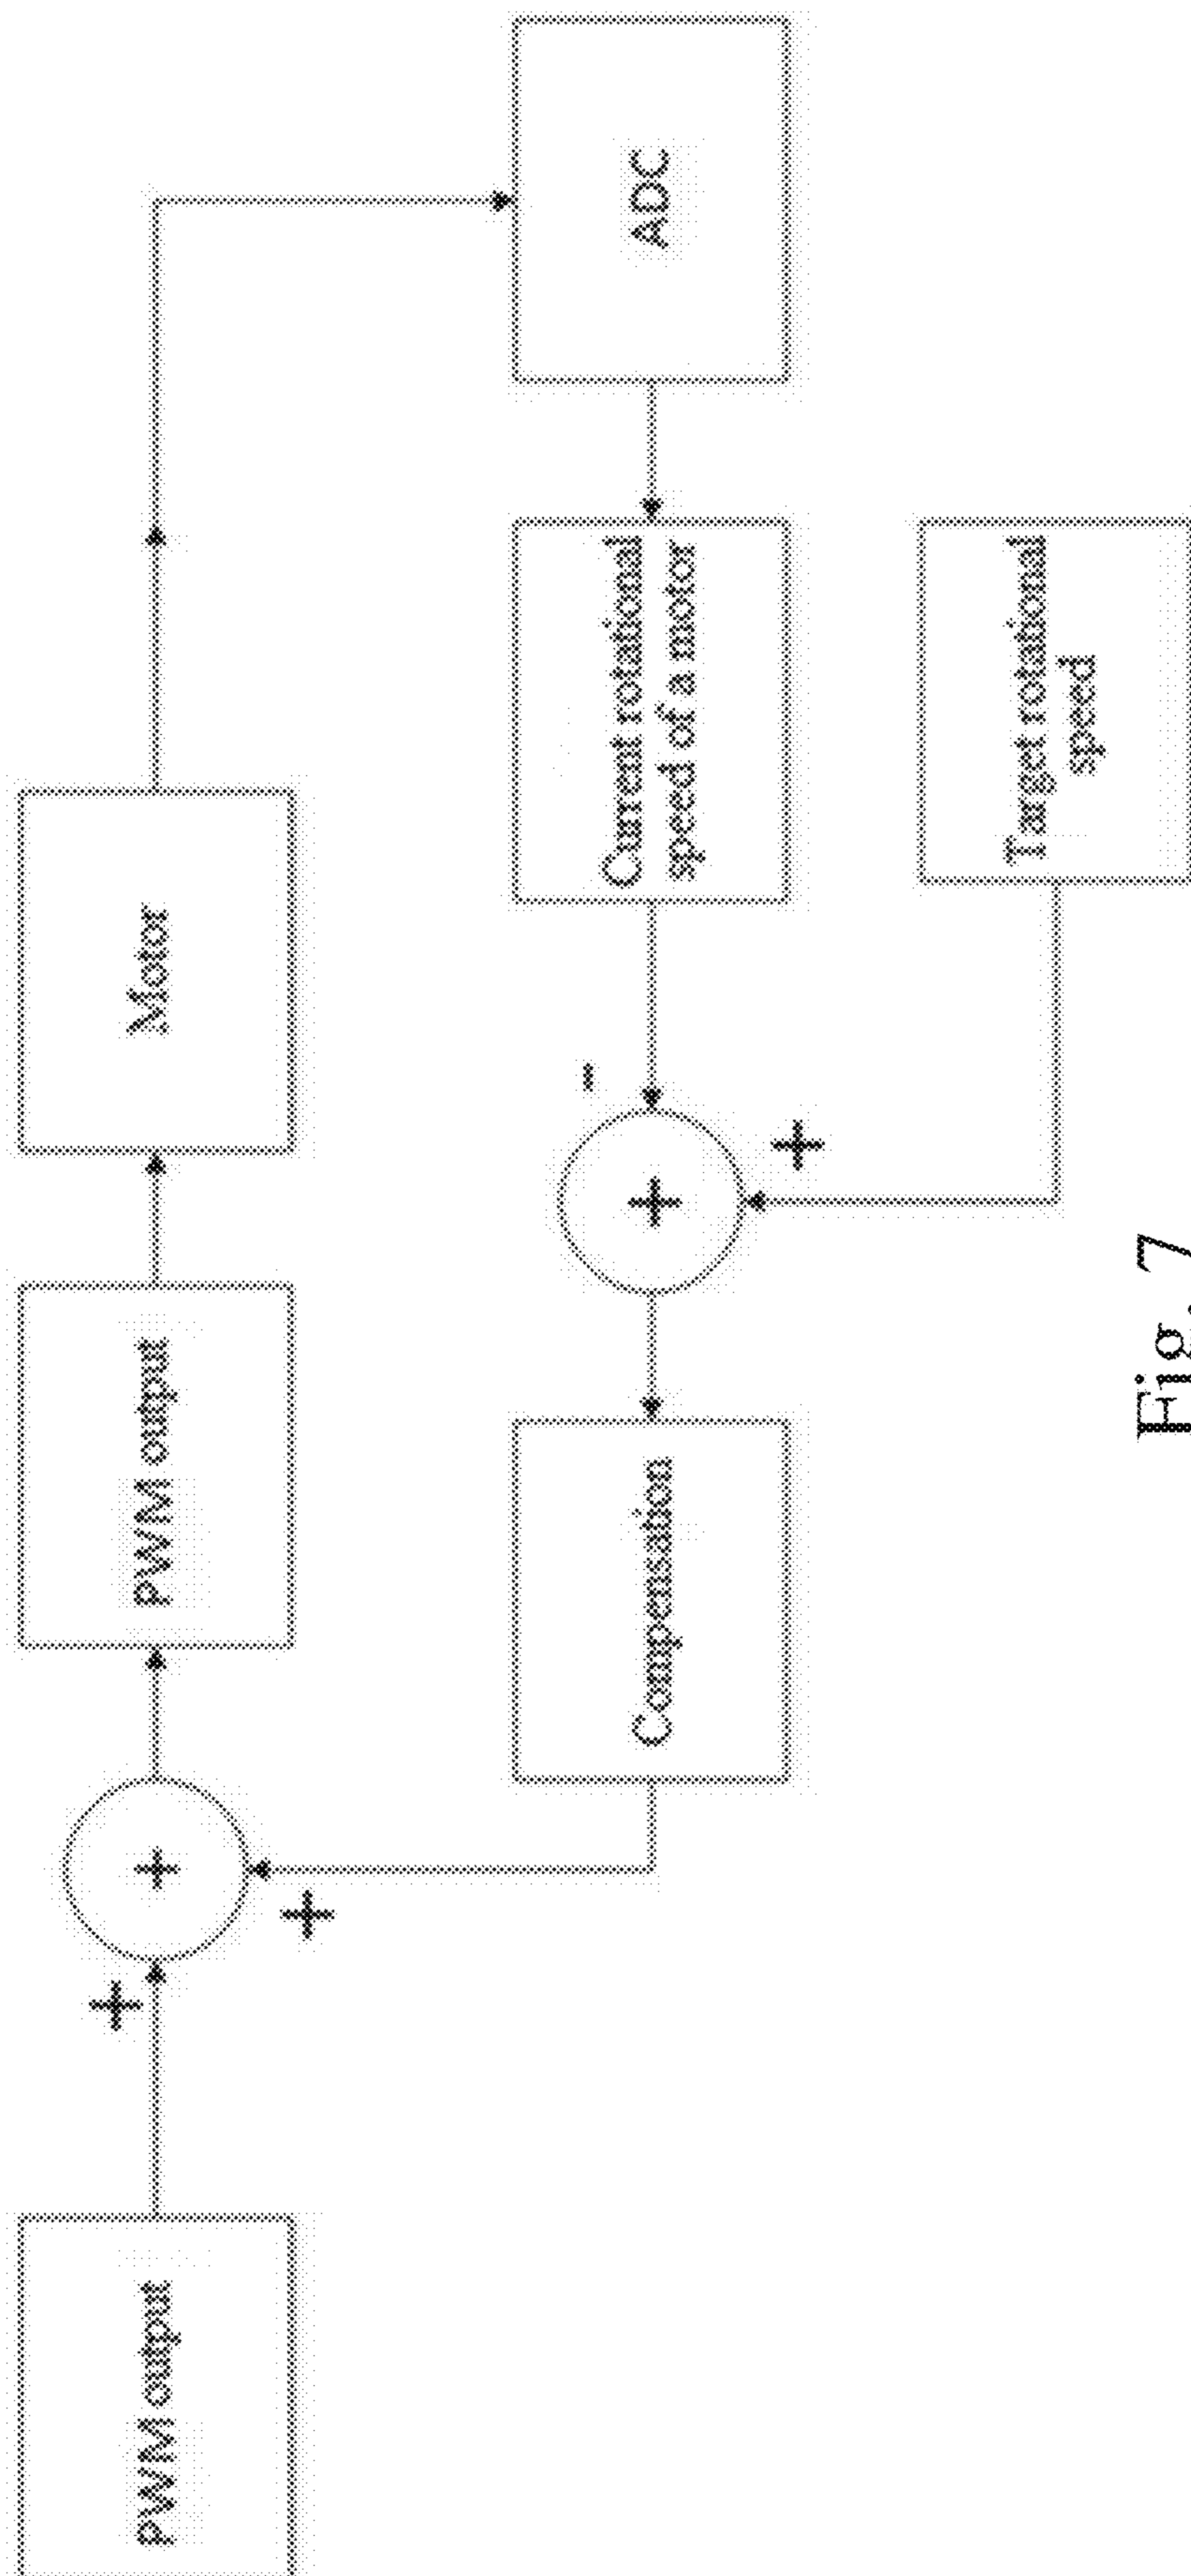 PWM output
+
+
+
PWM output
Motor
Compensation
+
-
+
Current rotational
speed of a motor
ADC
Target rotational
speed
Fig. 7